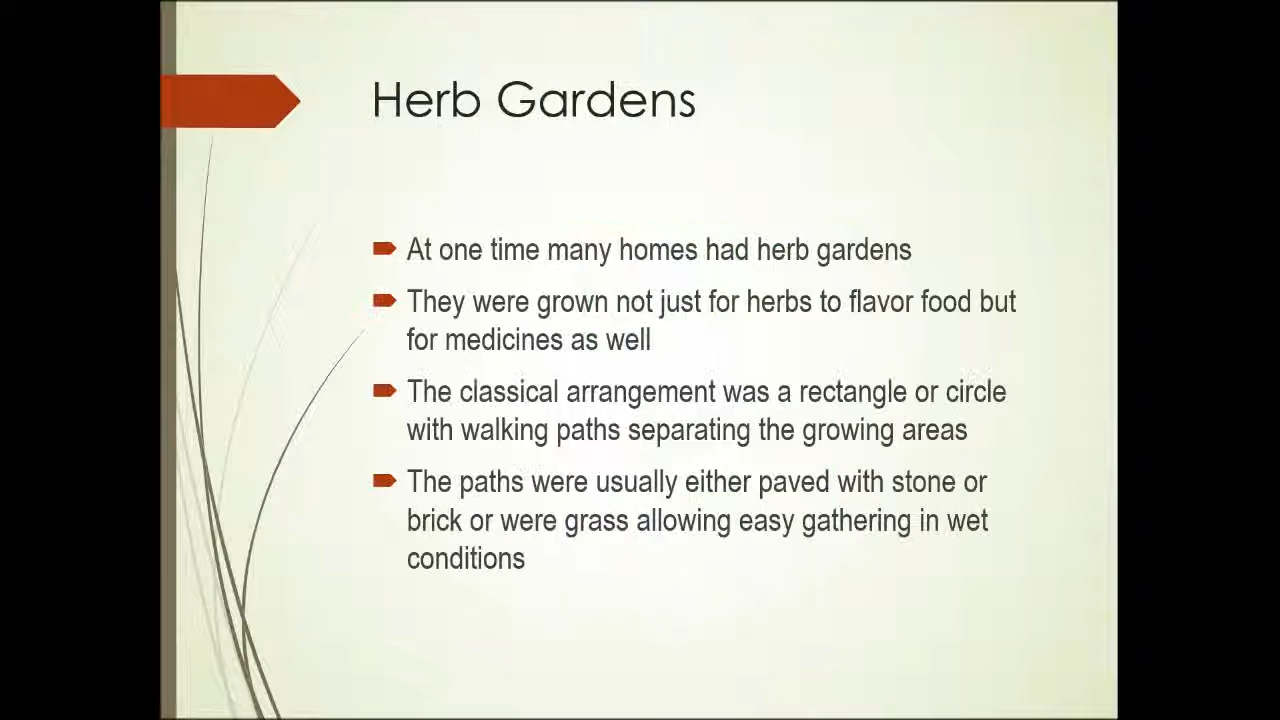 Herb Gardens
At one time many homes had herb gardens
They were grown not just for herbs to flavor food but
for medicines as well
The classical arrangement was a rectangle or circle
with walking paths separating the growing areas
The paths were usually either paved with stone or
brick or were grass allowing easy gathering in wet
conditions